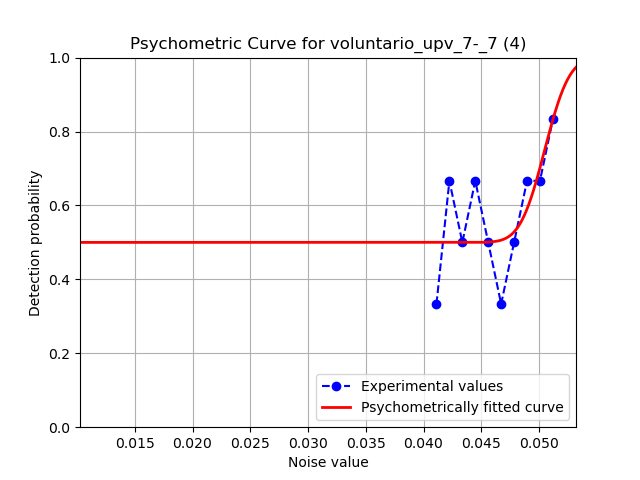 Psychometric Curve for voluntario_upv_7-_7 (4)
1.0
0.8
0.6
0.4
0.2
0.0
Detection probability
Experimental values
Psychometrically fitted curve
0.015 0.020 0.025 0.030 0.035 0.040 0.045 0.050
Noise value